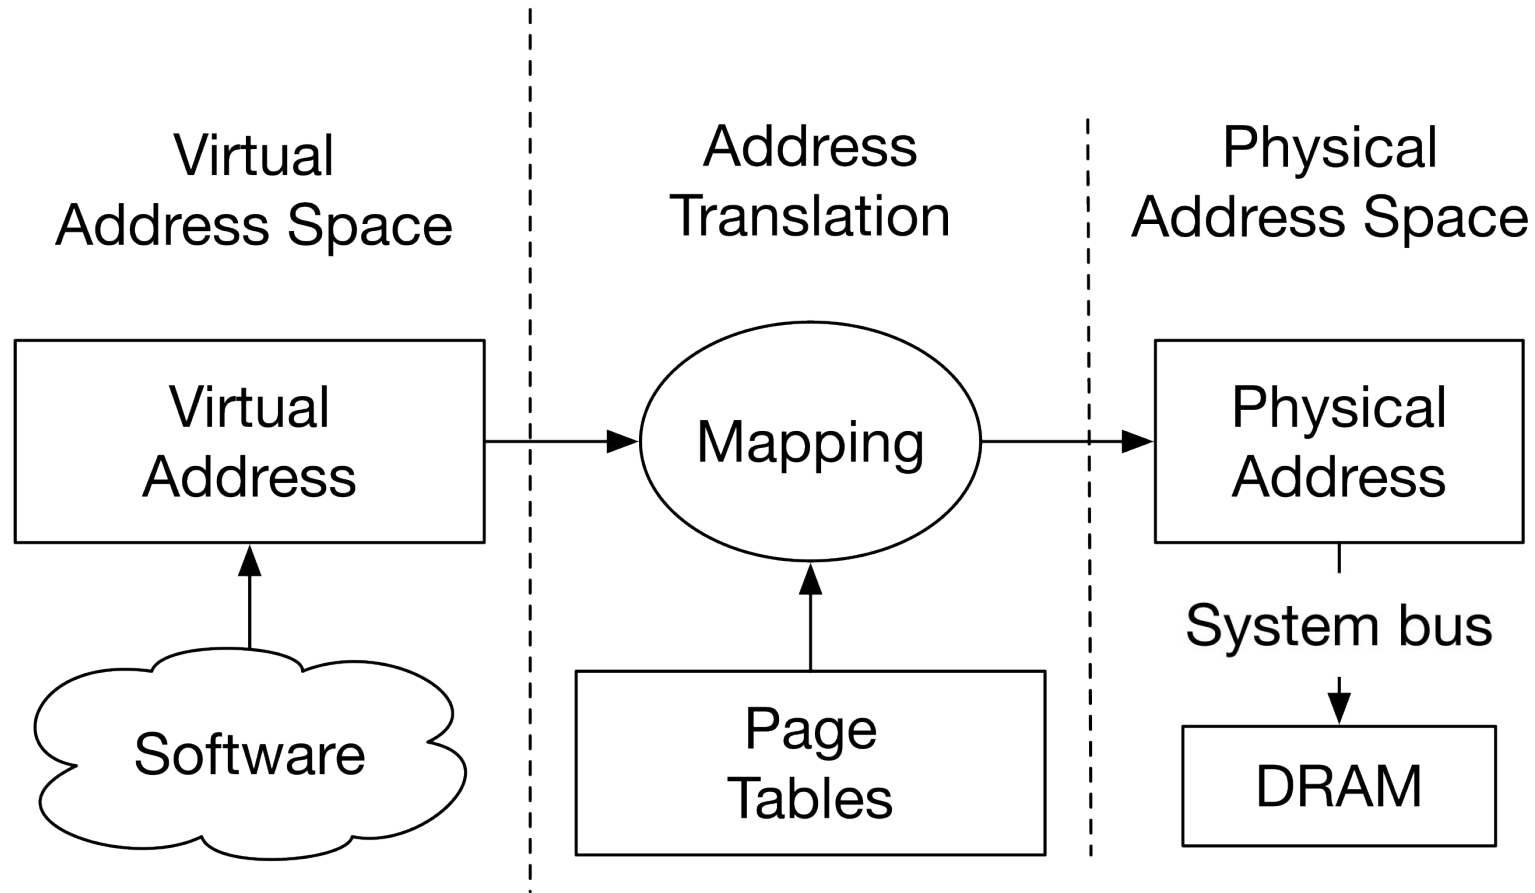 Virtual
Address Space
Address
Translation
Physical
Address Space
Virtual
Address
Mapping
Physical
Address
System bus
Software
Page
Tables
DRAM